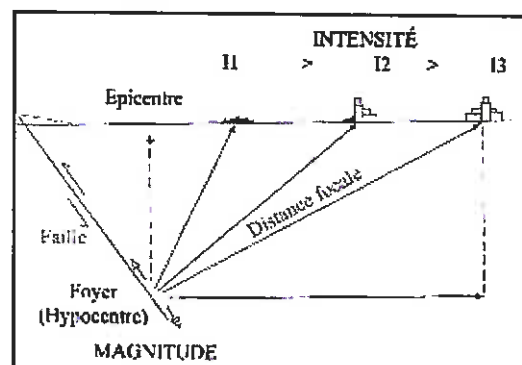 INTENSITÉ
I1 > I2 > I3
Epicentre
Distance focale
Faille
Foyer
(Hypocentre)
MAGNITUDE